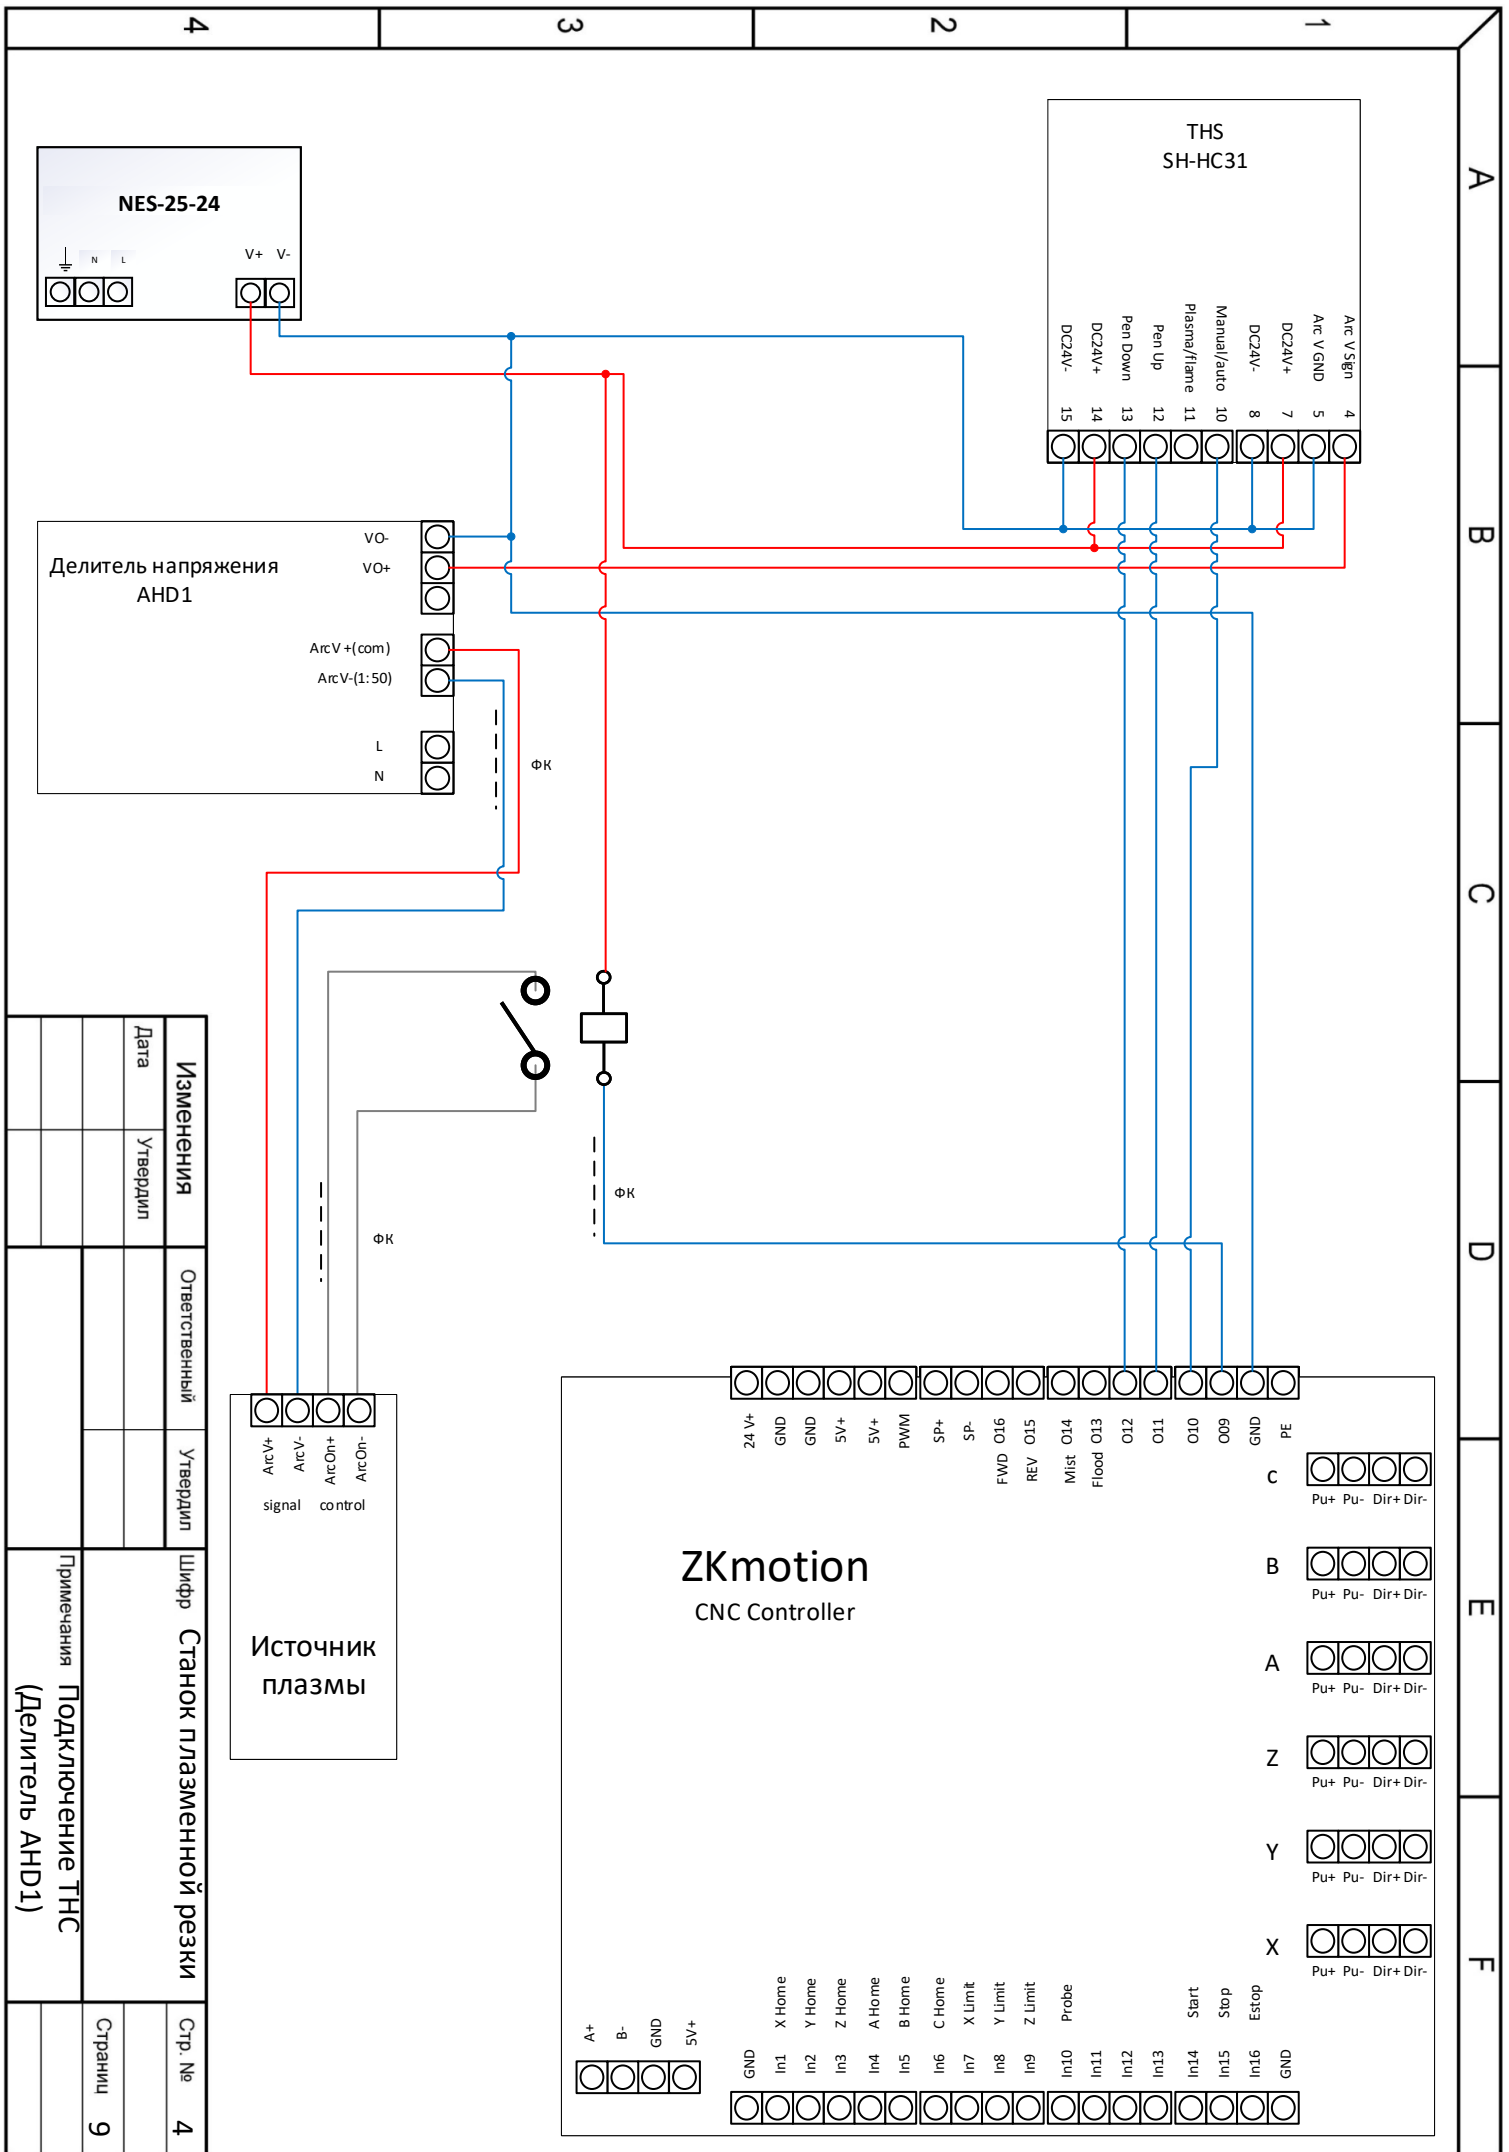 4
3
2
1
A
B
C
D
E
F
THS
SH-HC31
DC24V-
DC24V+
Pen Down
Pen Up
Plasma/flame
Manual/auto
DC24V-
DC24V+
Arc V GND
Arc V Sign
15
14
13
12
11
10
8
7
5
4
NES-25-24
N
L
V+
V-
Делитель напряжения
AHD1
VO-
VO+
ArcV +(com)
ArcV-(1:50)
L
N
ФК
ФК
ФК
ArcV+
ArcV-
ArcOn+
ArcOn-
signal
control
Источник
плазмы
24 V+
GND
GND
5V+
5V+
PWM
SP+
SP-
FWD O16
REV O15
Mist O14
Flood O13
O12
O11
O10
O09
GND
PE
ZKmotion
CNC Controller
C
Pu+ Pu- Dir+ Dir-
B
Pu+ Pu- Dir+ Dir-
A
Pu+ Pu- Dir+ Dir-
Z
Pu+ Pu- Dir+ Dir-
Y
Pu+ Pu- Dir+ Dir-
X
Pu+ Pu- Dir+ Dir-
A+
B-
GND
5V+
GND
In1 X Home
In2 Y Home
In3 Z Home
In4 A Home
In5 B Home
In6 C Home
In7 X Limit
In8 Y Limit
In9 Z Limit
In10 Probe
In11
In12
In13
In14 Start
In15 Stop
In16 Estop
GND
Изменения
Дата
Утвердил
Ответственный
Утвердил
Шифр Станок плазменной резки
Примечания Подключение THC
(Делитель AHD1)
Стр. № 4
Страниц 9